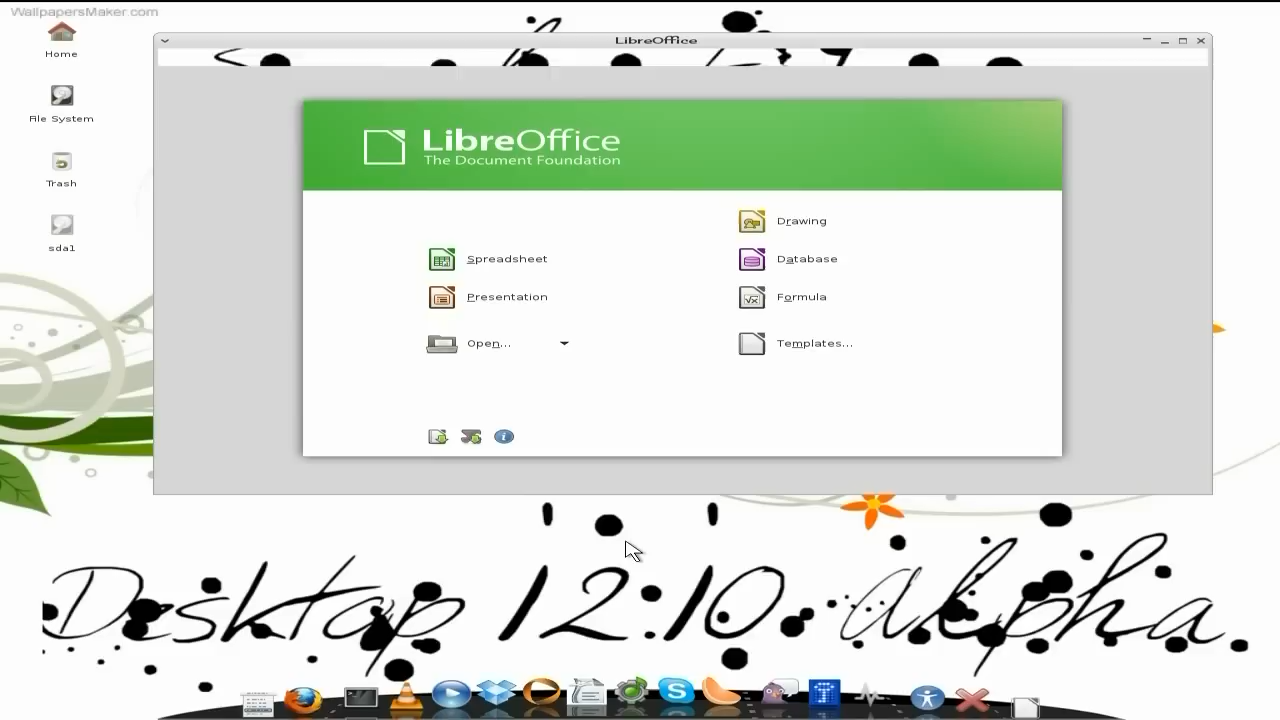 WallpapersMaker.com
LibreOffice
Home
File System
Trash
sda1
LibreOffice
The Document Foundation
Drawing
Spreadsheet
Database
Presentation
Formula
Open...
Templates...
Desktop 12.10 alpha.